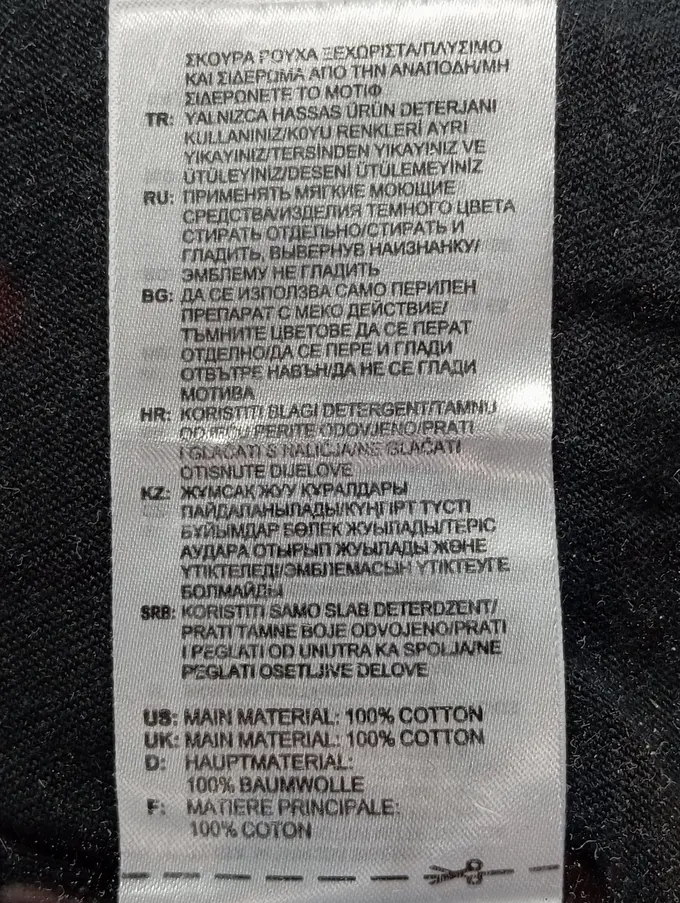 ΣΚΟΥΡΑ ΡΟΥΧΑ ΞΕΧΩΡΙΣΤΑ/ΠΛΥΣΙΜΟ
ΚΑΙ ΣΙΔΕΡΩΜΑ ΑΠΟ ΤΗΝ ΑΝΑΠΟΔΗ/ΜΗ
ΣΙΔΕΡΩΝΕΤΕ ΤΟ ΜΟΤΙΦ
TR: YALNIZCA HASSAS ÜRÜN DETERJANI
KULLANINIZ/KOYU RENKLERİ AYRI
YIKAYINIZ/TERSİNDEN YIKAYINIZ VE
ÜTÜLEYİNİZ/DESENİ ÜTÜLEMEYİNİZ
RU: ПРИМЕНЯТЬ МЯГКИЕ МОЮЩИЕ
СРЕДСТВА/ИЗДЕЛИЯ ТЕМНОГО ЦВЕТА
СТИРАТЬ ОТДЕЛЬНО/СТИРАТЬ И
ГЛАДИТЬ, ВЫВЕРНУВ НАИЗНАНКУ/
ЭМБЛЕМУ НЕ ГЛАДИТЬ
BG: ДА СЕ ИЗПОЛЗВА САМО ПЕРИЛЕН
ПРЕПАРАТ С МЕКО ДЕЙСТВИЕ/
ТЪМНИТЕ ЦВЕТОВЕ ДА СЕ ПЕРАТ
ОТДЕЛНО/ДА СЕ ПЕРЕ И ГЛАДИ
ОТВЪТРЕ НАВЪН/ДА НЕ СЕ ГЛАДИ
МОТИВА
HR: KORISTITI BLAGI DETERGENT/TAMNU
PERITE ODOVJENO/PRATI
I GLAČATI S NALIČJA/NE GLAČATI
OTISNUTE DIJELOVE
KZ: ЖҰМСАҚ ЖУУ ҚҰРАЛДАРЫ
ПАЙДАЛАНЫЛАДЫ/КҮҢГІРТ ТҮСТІ
БҰЙЫМДАР БӨЛЕК ЖУЫЛАДЫ/ТЕРІС
АУДАРА ОТЫРЫП ЖУЫЛАДЫ ЖӘНЕ
ҮТІКТЕЛЕДІ/ЭМБЛЕМАСЫН ҮТІКТЕУГЕ
БОЛМАЙДЫ
SRB: KORISTITI SAMO SLAB DETERDZENT/
PRATI TAMNE BOJE ODVOJENO/PRATI
I PEGLATI OD UNUTRA KA SPOLJA/NE
PEGLATI OSETLJIVE DELOVE
US: MAIN MATERIAL: 100% COTTON
UK: MAIN MATERIAL: 100% COTTON
D: HAUPTMATERIAL:
100% BAUMWOLLE
F: MATIERE PRINCIPALE:
100% COTON